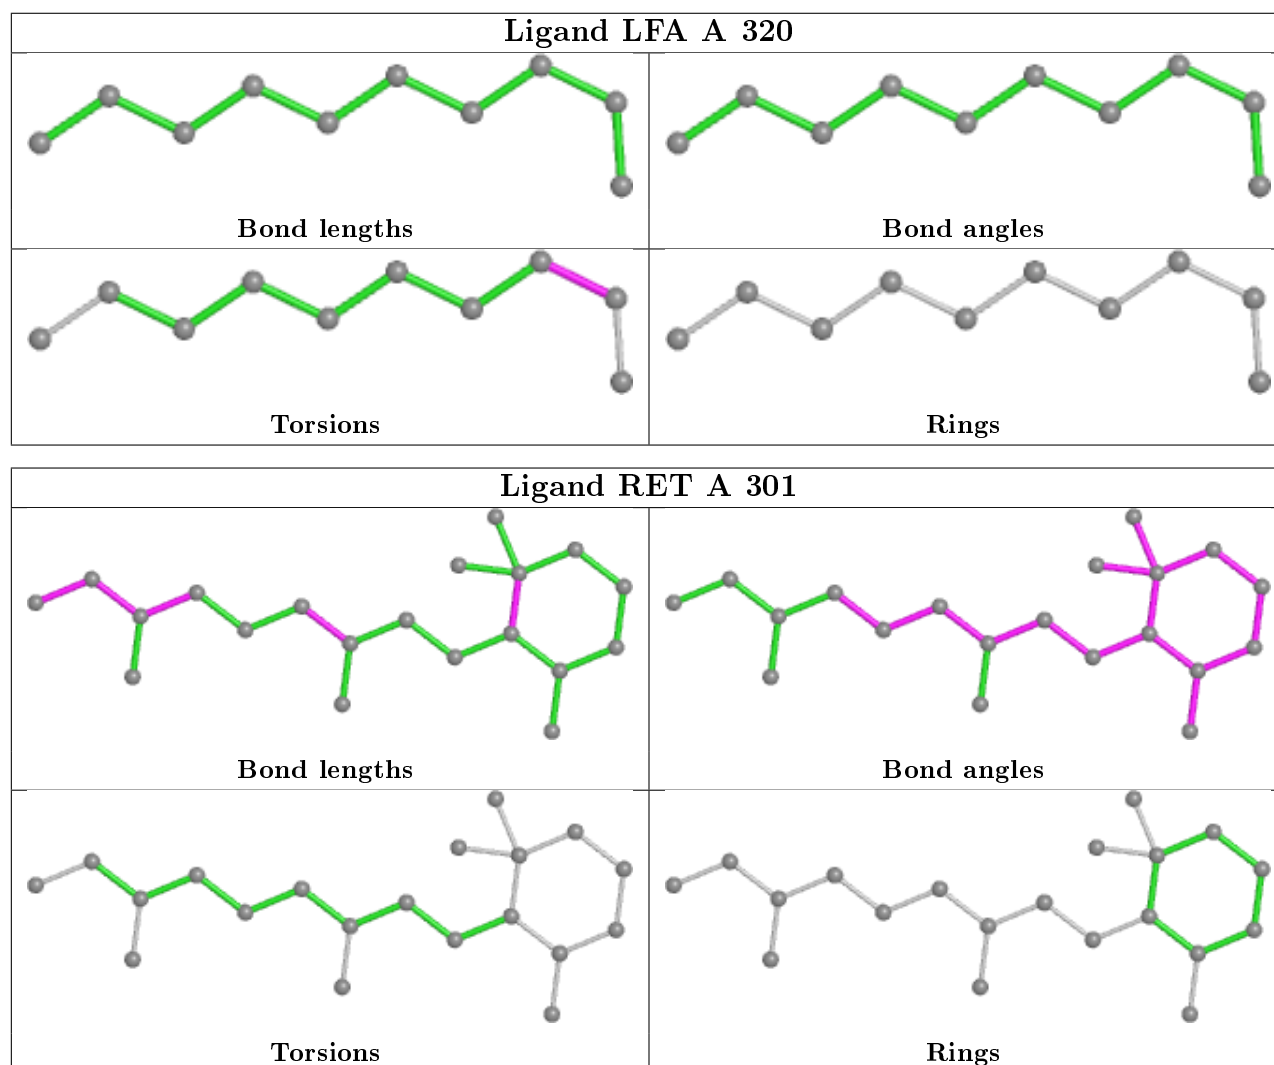 Ligand LFA A 320
Bond lengths
Bond angles
Torsions
Rings
Ligand RET A 301
Bond lengths
Bond angles
Torsions
Rings